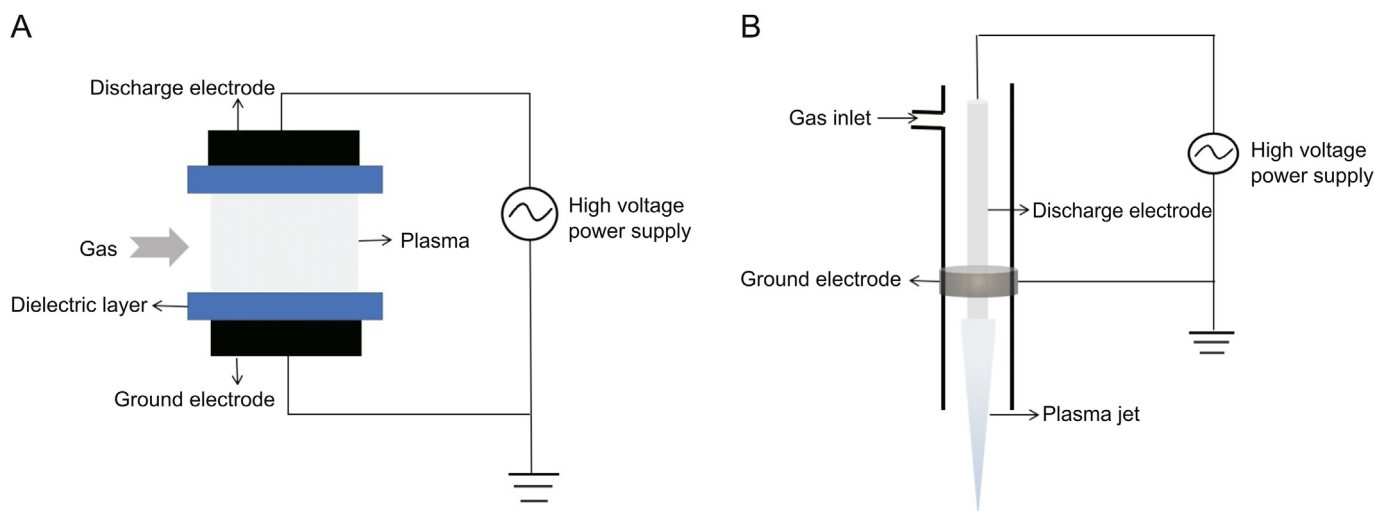 A
Discharge electrode
Gas
Plasma
High voltage
power supply
Dielectric layer
Ground electrode
B
Gas inlet
High voltage
power supply
Discharge electrode
Ground electrode
Plasma jet